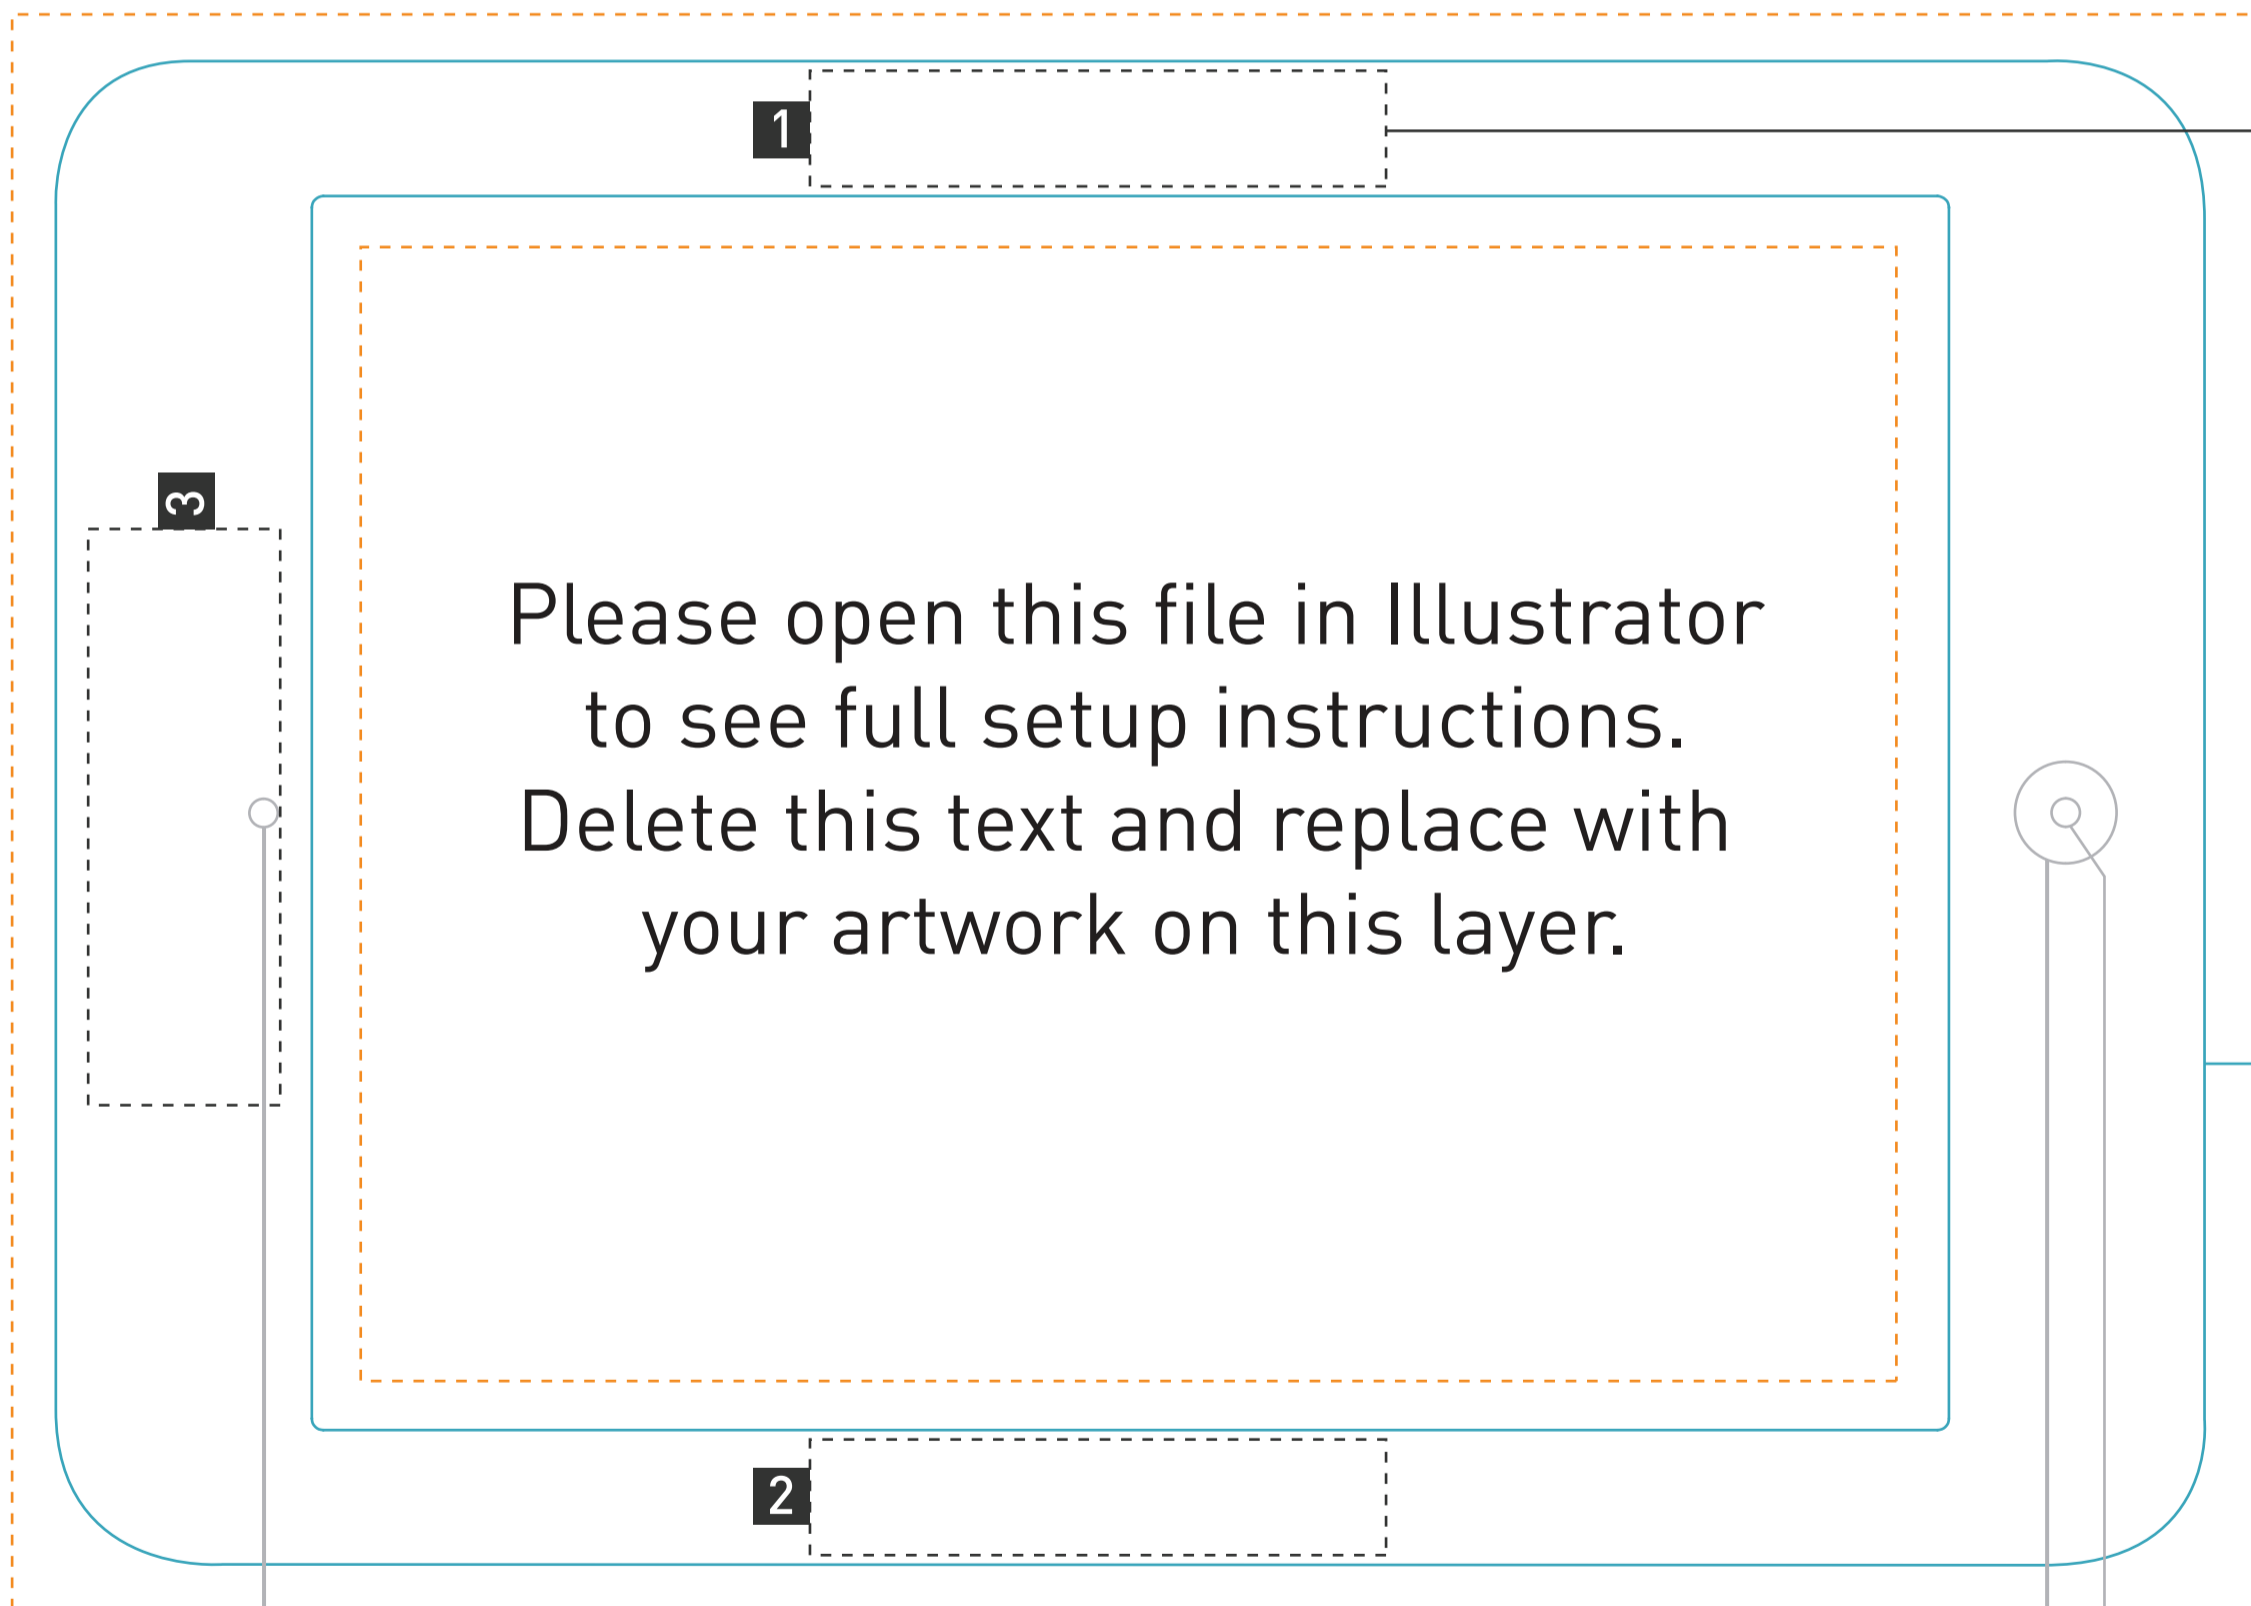 1
3
Please open this file in Illustrator
to see full setup instructions.
Delete this text and replace with
your artwork on this layer.
2